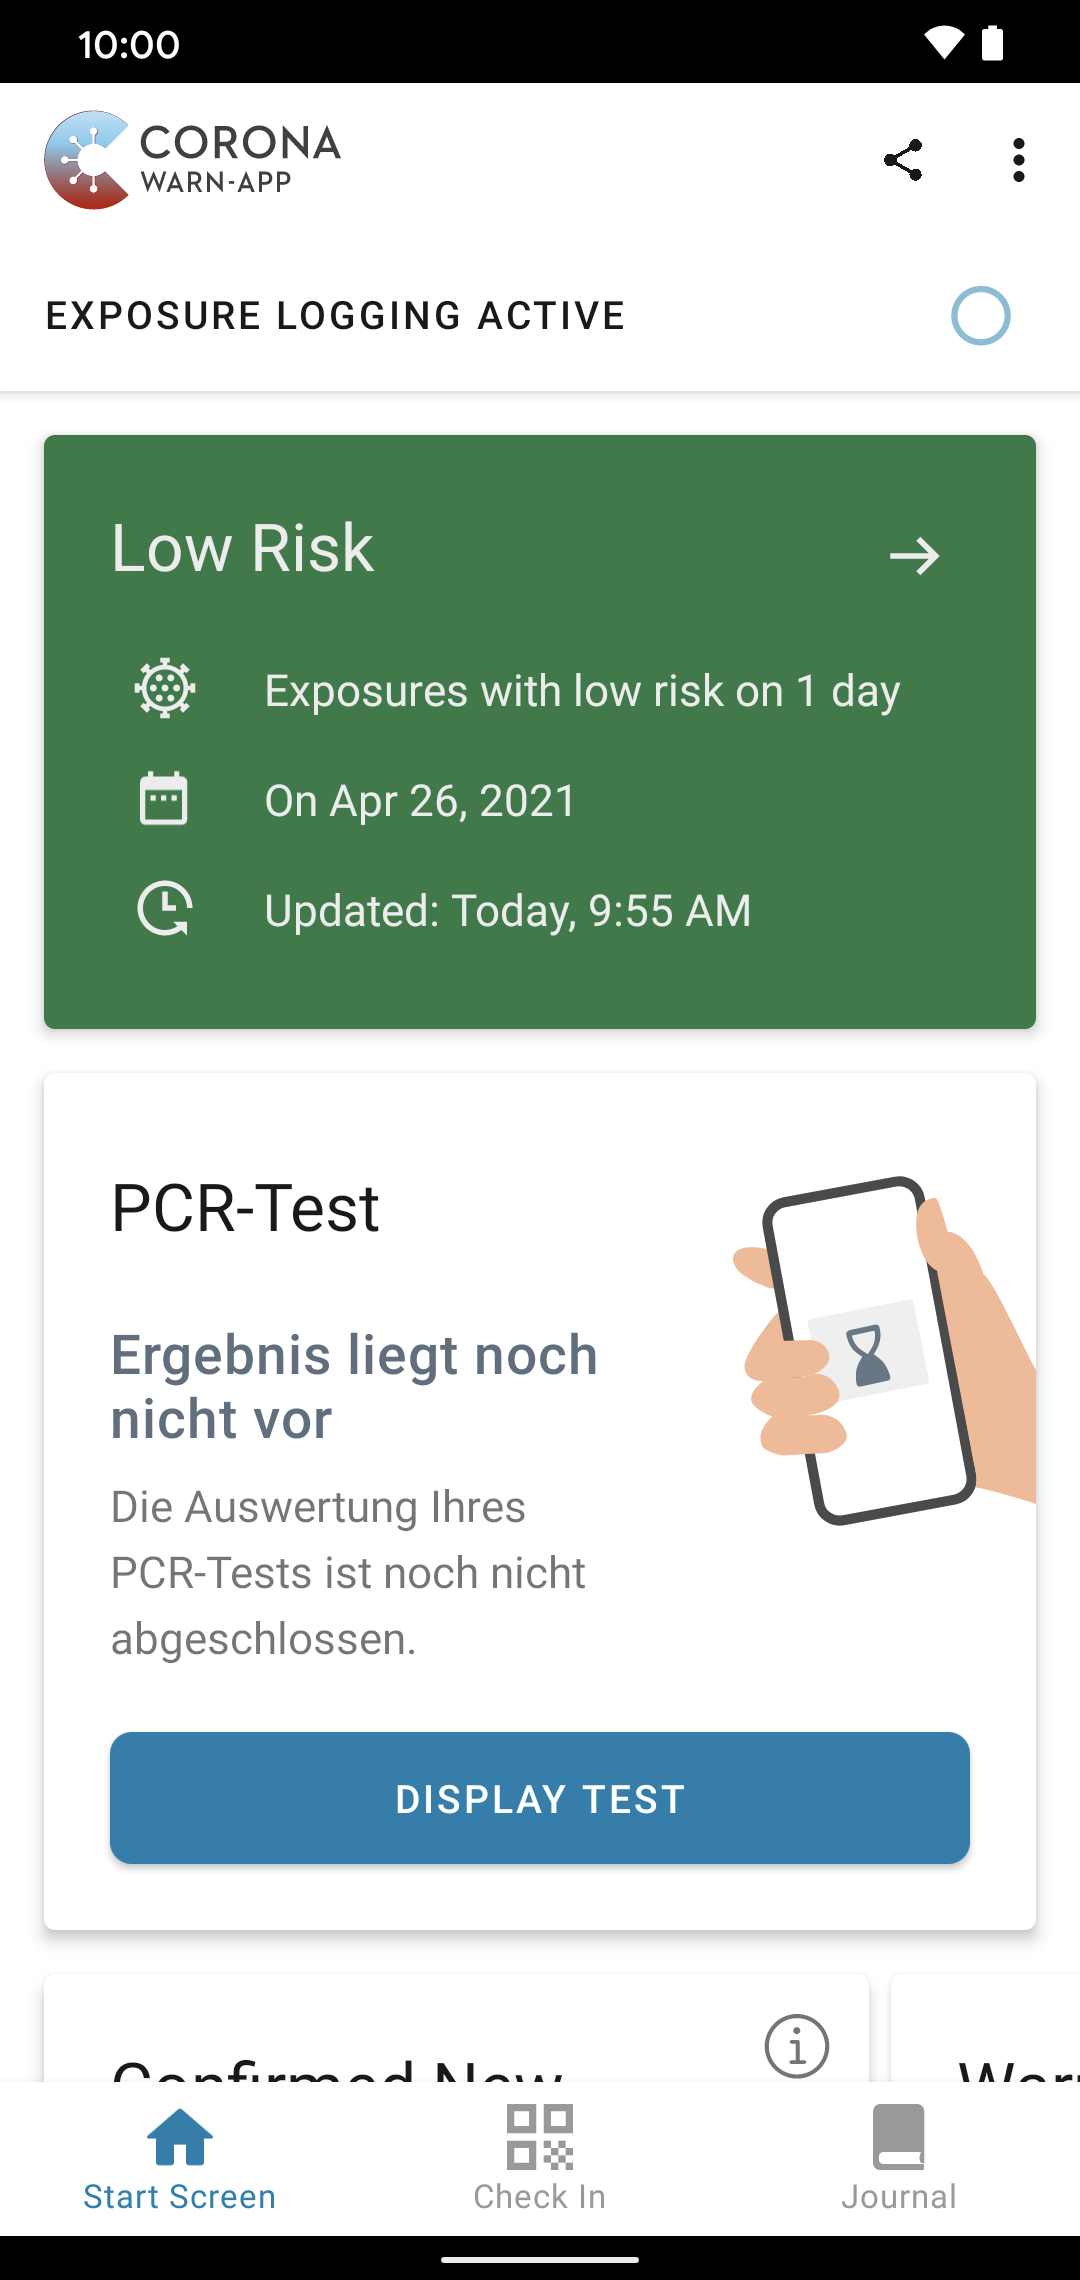 10:00
CORONA
WARN-APP
EXPOSURE LOGGING ACTIVE
Low Risk
Exposures with low risk on 1 day
On Apr 26, 2021
Updated: Today, 9:55 AM
PCR-Test
Ergebnis liegt noch
nicht vor
Die Auswertung Ihres
PCR-Tests ist noch nicht
abgeschlossen.
DISPLAY TEST
Confirmed New
Start Screen
Check In
Journal